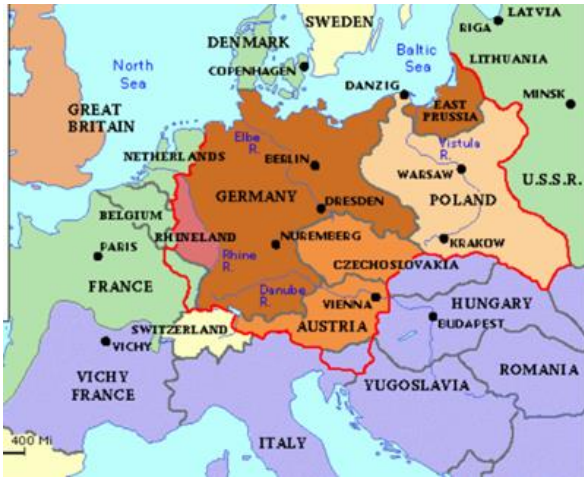 SWEDEN
LATVIA
RIGA
DENMARK
North
Sea
Baltic
Sea
COPENHAGEN
LITHUANIA
DANZIG
MINSK
GREAT
BRITAIN
EAST
PRUSSIA
Elbe
R.
Vistula
R.
NETHERLANDS
BERLIN
WARSAW
U.S.S.R.
GERMANY
POLAND
DRESDEN
BELGIUM
RHINELAND
NUREMBERG
KRAKOW
PARIS
Rhine
R.
CZECHOSLOVAKIA
FRANCE
Danube
R.
VIENNA
HUNGARY
SWITZERLAND
AUSTRIA
BUDAPEST
VICHY
ROMANIA
VICHY
FRANCE
YUGOSLAVIA
400 Mi
ITALY